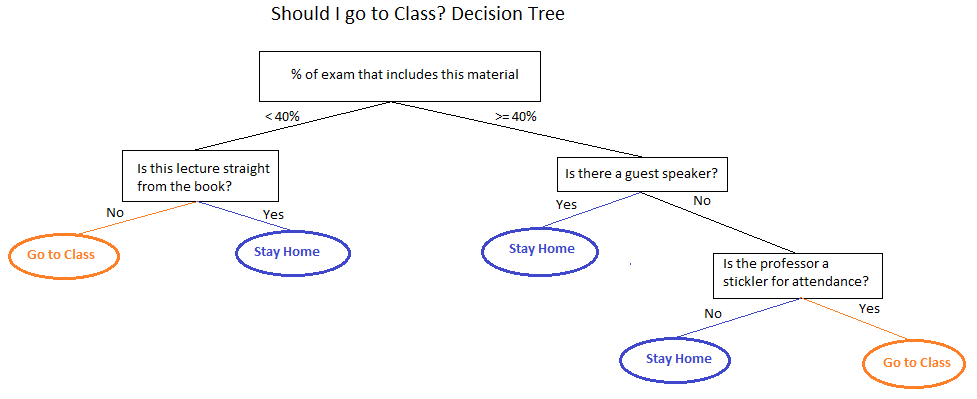 Should I go to Class? Decision Tree
% of exam that includes this material
< 40%
>= 40%
Is this lecture straight
from the book?
Is there a guest speaker?
No
Yes
Yes
No
Go to Class
Stay Home
Stay Home
Is the professor a
stickler for attendance?
No
Yes
Stay Home
Go to Class